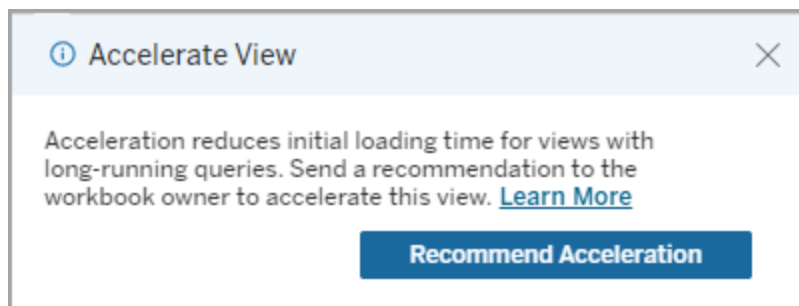 Accelerate View
Acceleration reduces initial loading time for views with
long-running queries. Send a recommendation to the
workbook owner to accelerate this view. Learn More
Recommend Acceleration